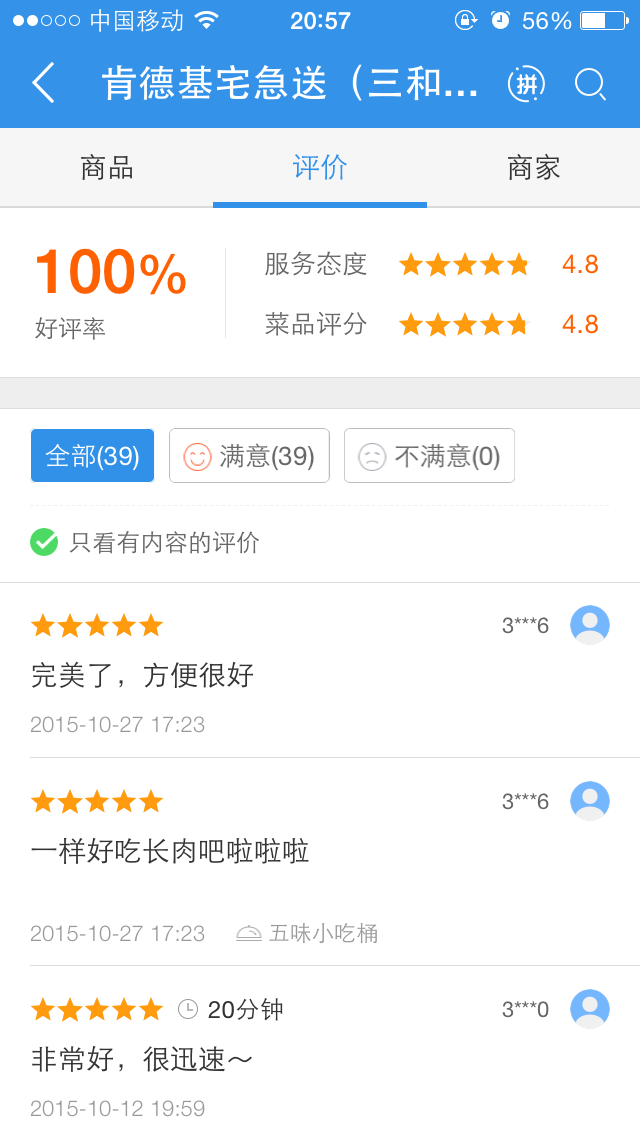 中国移动 20:57 56%
肯德基宅急送（三和... 拼
商品 评价 商家
100% 服务态度 4.8
好评率 菜品评分 4.8
全部(39) 满意(39) 不满意(0)
只看有内容的评价
3***6
完美了，方便很好
2015-10-27 17:23
3***6
一样好吃长肉吧啦啦啦
2015-10-27 17:23 五味小吃桶
20分钟 3***0
非常好，很迅速～
2015-10-12 19:59